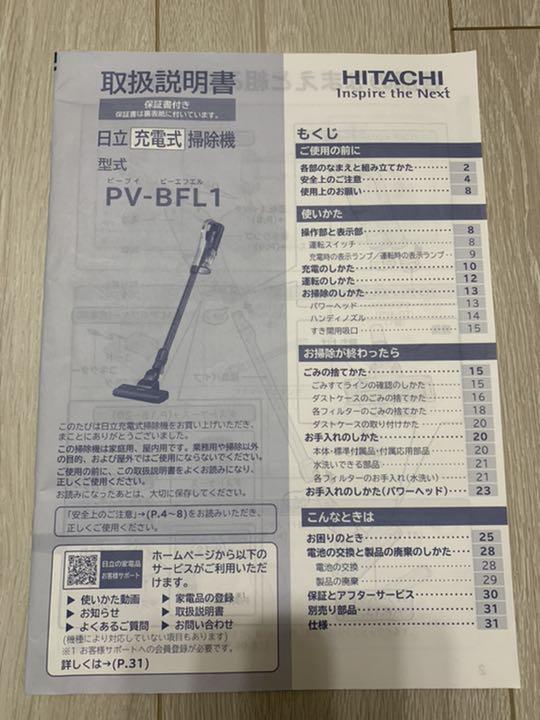 取扱説明書
保証書付き
保証書は裏表紙に付いています。
日立 充電式 掃除機
型式
ピーブイ ビーエフエル
PV-BFL1
このたびは日立充電式掃除機をお買い上げいただき、
まことにありがとうございました。
この掃除機は家庭用、屋内用です。業務用や掃除以外
の目的、および屋外ではご使用にならないでください。
ご使用の前に、この取扱説明書をよくお読みになり、
正しくご使用ください。
お読みになったあとは、大切に保存してください。
「安全上のご注意」→(P.4~8)をお読みいただき、
正しくご使用ください。
日立の家電品
お客様サポート
ホームページから以下の
サービスがご利用いただ
けます。
▶ 使いかた動画 ▶ 家電品の登録
▶ お知らせ ▶ 取扱説明書
▶ よくあるご質問 ▶ お問い合わせ
(機種により対応していない項目もあります)
※1 お客様サポートへの会員登録が必要です。
詳しくは→(P.31)
HITACHI
Inspire the Next
もくじ
ご使用の前に
各部のなまえと組み立てかた 2
安全上のご注意 4
使用上のお願い 8
使いかた
操作部と表示部 8
運転スイッチ 8
充電時の表示ランプ/運転時の表示ランプ 9
充電のしかた 10
運転のしかた 12
お掃除のしかた 13
パワーヘッド 13
ハンディノズル 14
すき間用吸口 15
お掃除が終わったら
ごみの捨てかた 15
ごみすてラインの確認のしかた 15
ダストケースのごみの捨てかた 16
各フィルターのごみの捨てかた 18
ダストケースの取り付けかた 20
お手入れのしかた 20
本体・標準付属品・付属応用部品 20
水洗いできる部品 21
各フィルターのお手入れ(水洗い) 21
お手入れのしかた(パワーヘッド) 23
こんなときは
お困りのとき 25
電池の交換と製品の廃棄のしかた 28
電池の交換 28
製品の廃棄 29
保証とアフターサービス 30
別売り部品 31
仕様 31